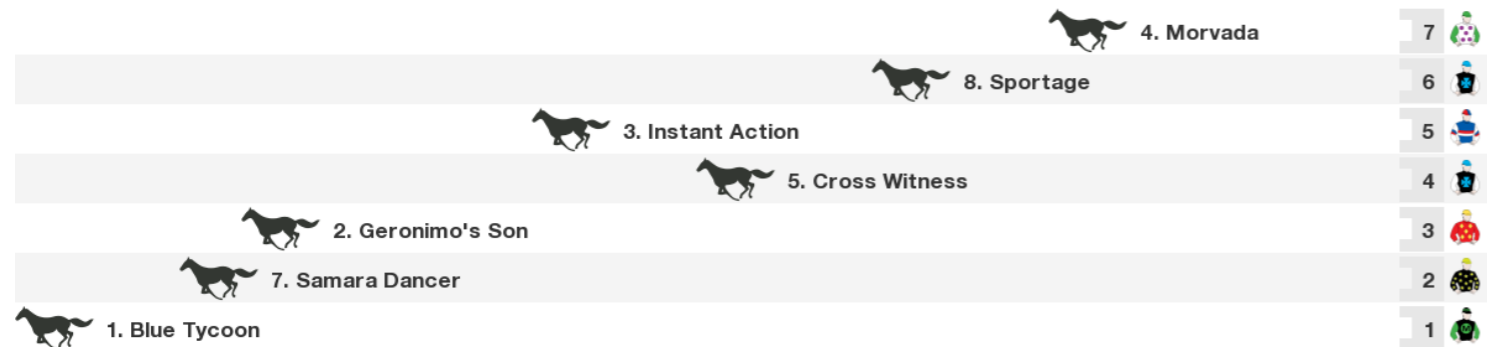 4. Morvada 7
8. Sportage 6
3. Instant Action 5
5. Cross Witness 4
2. Geronimo's Son 3
7. Samara Dancer 2
1. Blue Tycoon 1